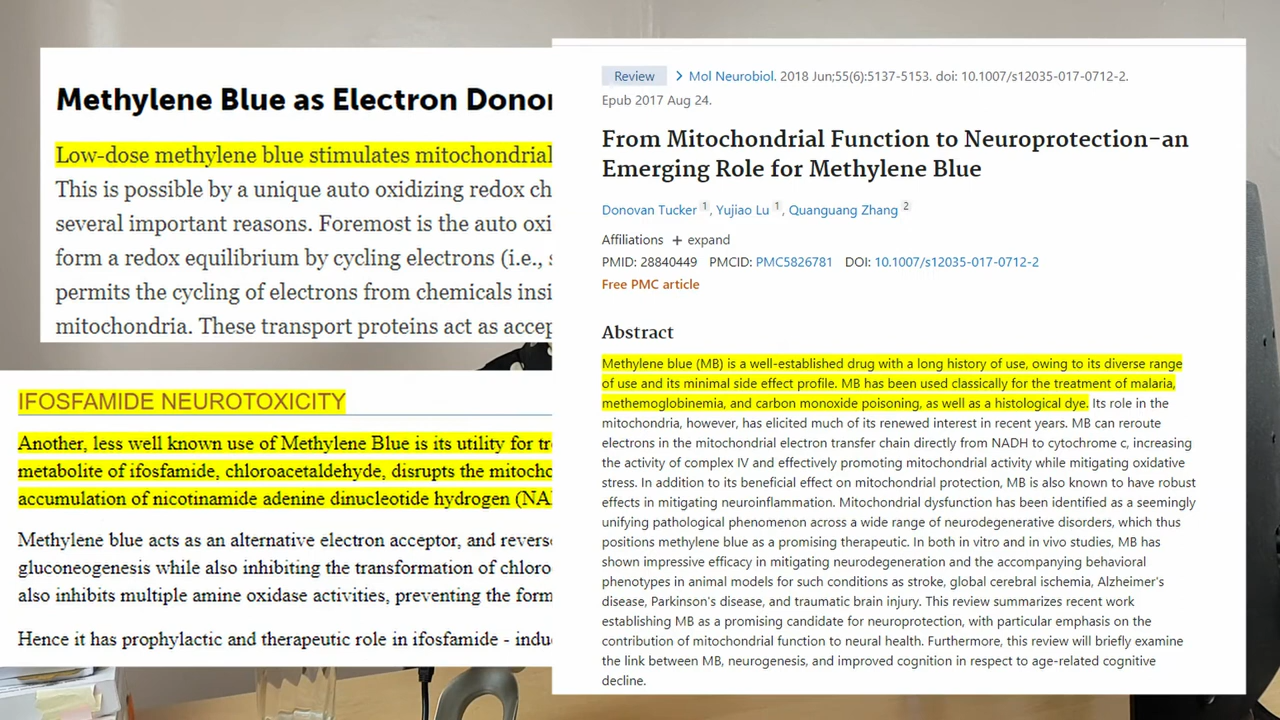 Methylene Blue as Electron Donor
Low-dose methylene blue stimulates mitochondrial
This is possible by a unique auto oxidizing redox ch
several important reasons. Foremost is the auto oxi
form a redox equilibrium by cycling electrons (i.e.,
permits the cycling of electrons from chemicals insi
mitochondria. These transport proteins act as accep
IFOSFAMIDE NEUROTOXICITY
Another, less well known use of Methylene Blue is its utility for tre
metabolite of ifosfamide, chloroacetaldehyde, disrupts the mitocho
accumulation of nicotinamide adenine dinucleotide hydrogen (NA
Methylene blue acts as an alternative electron acceptor, and reverse
gluconeogenesis while also inhibiting the transformation of chloro
also inhibits multiple amine oxidase activities, preventing the form
Hence it has prophylactic and therapeutic role in ifosfamide - indu
Review > Mol Neurobiol. 2018 Jun;55(6):5137-5153. doi: 10.1007/s12035-017-0712-2.
Epub 2017 Aug 24.
From Mitochondrial Function to Neuroprotection-an
Emerging Role for Methylene Blue
Donovan Tucker 1, Yujiao Lu 1, Quanguang Zhang 2
Affiliations + expand
PMID: 28840449 PMCID: PMC5826781 DOI: 10.1007/s12035-017-0712-2
Free PMC article
Abstract
Methylene blue (MB) is a well-established drug with a long history of use, owing to its diverse range
of use and its minimal side effect profile. MB has been used classically for the treatment of malaria,
methemoglobinemia, and carbon monoxide poisoning, as well as a histological dye. Its role in the
mitochondria, however, has elicited much of its renewed interest in recent years. MB can reroute
electrons in the mitochondrial electron transfer chain directly from NADH to cytochrome c, increasing
the activity of complex IV and effectively promoting mitochondrial activity while mitigating oxidative
stress. In addition to its beneficial effect on mitochondrial protection, MB is also known to have robust
effects in mitigating neuroinflammation. Mitochondrial dysfunction has been identified as a seemingly
unifying pathological phenomenon across a wide range of neurodegenerative disorders, which thus
positions methylene blue as a promising therapeutic. In both in vitro and in vivo studies, MB has
shown impressive efficacy in mitigating neurodegeneration and the accompanying behavioral
phenotypes in animal models for such conditions as stroke, global cerebral ischemia, Alzheimer's
disease, Parkinson's disease, and traumatic brain injury. This review summarizes recent work
establishing MB as a promising candidate for neuroprotection, with particular emphasis on the
contribution of mitochondrial function to neural health. Furthermore, this review will briefly examine
the link between MB, neurogenesis, and improved cognition in respect to age-related cognitive
decline.